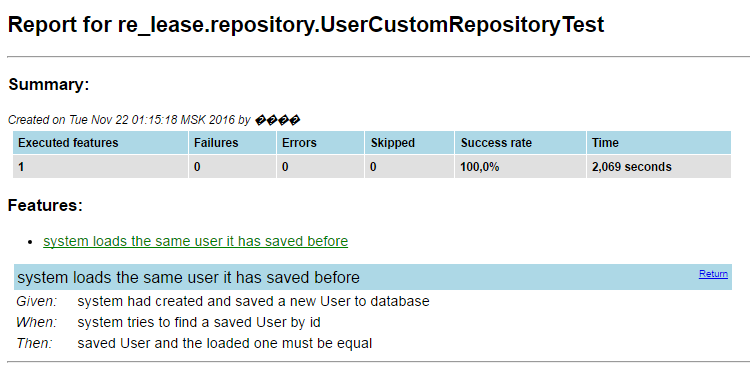 Report for re_lease.repository.UserCustomRepositoryTest
Summary:
Created on Tue Nov 22 01:15:18 MSK 2016 by ����
Executed features Failures Errors Skipped Success rate Time
1 0 0 0 100,0% 2,069 seconds
Features:
system loads the same user it has saved before
system loads the same user it has saved before Return
Given: system had created and saved a new User to database
When: system tries to find a saved User by id
Then: saved User and the loaded one must be equal